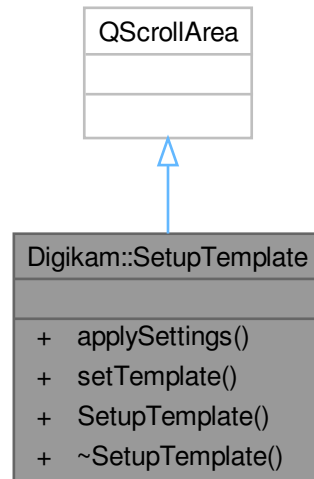 QScrollArea
Digikam::SetupTemplate
+ applySettings()
+ setTemplate()
+ SetupTemplate()
+ ~SetupTemplate()